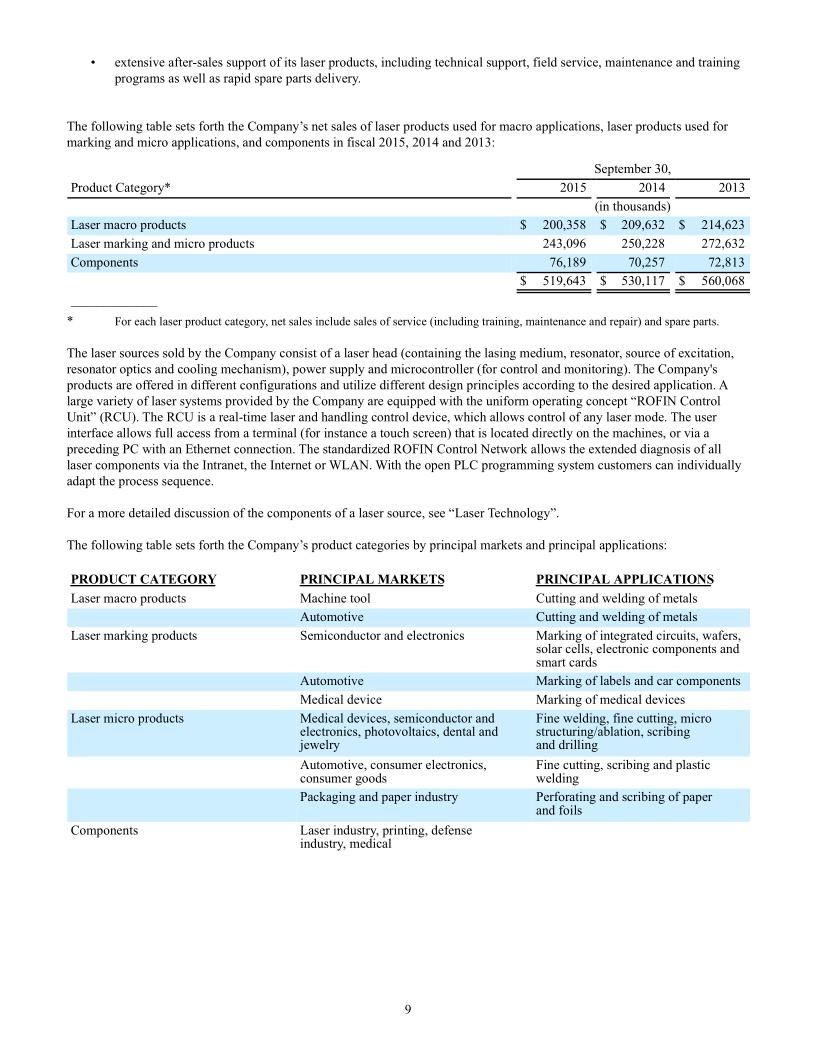 • extensive after-sales support of its laser products, including technical support, field service, maintenance and training
programs as well as rapid spare parts delivery.
The following table sets forth the Company’s net sales of laser products used for macro applications, laser products used for
marking and micro applications, and components in fiscal 2015, 2014 and 2013:
September 30,
Product Category* 2015 2014 2013
(in thousands)
Laser macro products $ 200,358 $ 209,632 $ 214,623
Laser marking and micro products 243,096 250,228 272,632
Components 76,189 70,257 72,813
$ 519,643 $ 530,117 $ 560,068
* For each laser product category, net sales include sales of service (including training, maintenance and repair) and spare parts.
The laser sources sold by the Company consist of a laser head (containing the lasing medium, resonator, source of excitation,
resonator optics and cooling mechanism), power supply and microcontroller (for control and monitoring). The Company's
products are offered in different configurations and utilize different design principles according to the desired application. A
large variety of laser systems provided by the Company are equipped with the uniform operating concept “ROFIN Control
Unit” (RCU). The RCU is a real-time laser and handling control device, which allows control of any laser mode. The user
interface allows full access from a terminal (for instance a touch screen) that is located directly on the machines, or via a
preceding PC with an Ethernet connection. The standardized ROFIN Control Network allows the extended diagnosis of all
laser components via the Intranet, the Internet or WLAN. With the open PLC programming system customers can individually
adapt the process sequence.
For a more detailed discussion of the components of a laser source, see “Laser Technology”.
The following table sets forth the Company’s product categories by principal markets and principal applications:
PRODUCT CATEGORY PRINCIPAL MARKETS PRINCIPAL APPLICATIONS
Laser macro products Machine tool Cutting and welding of metals
Automotive Cutting and welding of metals
Laser marking products Semiconductor and electronics Marking of integrated circuits, wafers,
solar cells, electronic components and
smart cards
Automotive Marking of labels and car components
Medical device Marking of medical devices
Laser micro products Medical devices, semiconductor and Fine welding, fine cutting, micro
electronics, photovoltaics, dental and structuring/ablation, scribing
jewelry and drilling
Automotive, consumer electronics, Fine cutting, scribing and plastic
consumer goods welding
Packaging and paper industry Perforating and scribing of paper
and foils
Components Laser industry, printing, defense
industry, medical
9